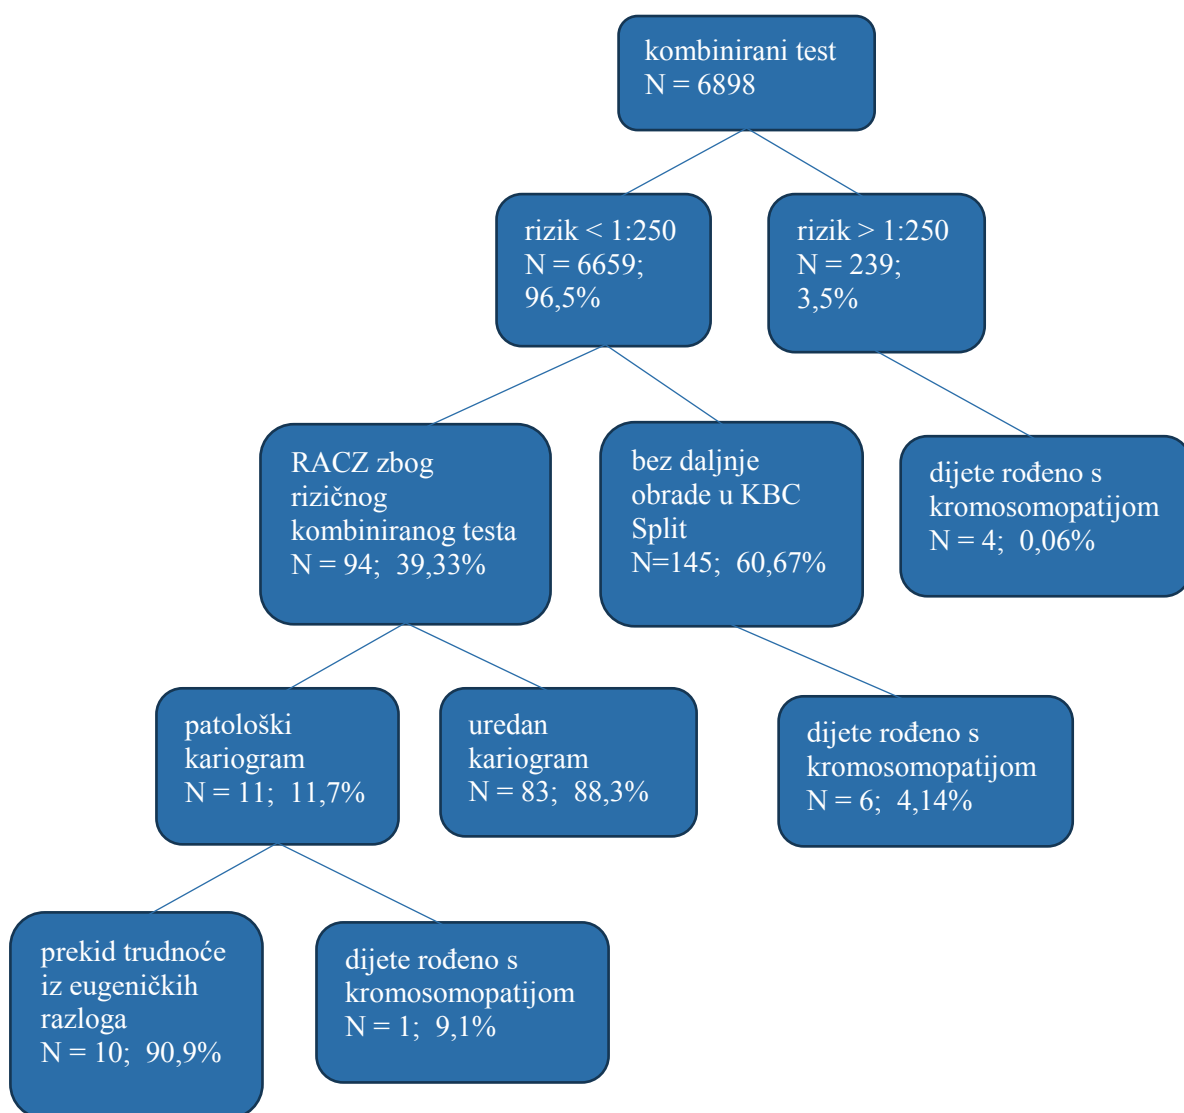 kombinirani test
N = 6898
rizik < 1:250
N = 6659;
96,5%
rizik > 1:250
N = 239;
3,5%
RACZ zbog
rizičnog
kombiniranog testa
N = 94;  39,33%
bez daljnje
obrade u KBC
Split
N=145;  60,67%
dijete rođeno s
kromosomopatijom
N = 4;  0,06%
patološki
kariogram
N = 11;  11,7%
uredan
kariogram
N = 83;  88,3%
dijete rođeno s
kromosomopatijom
N = 6;  4,14%
prekid trudnoće
iz eugeničkih
razloga
N = 10;  90,9%
dijete rođeno s
kromosomopatijom
N = 1;  9,1%